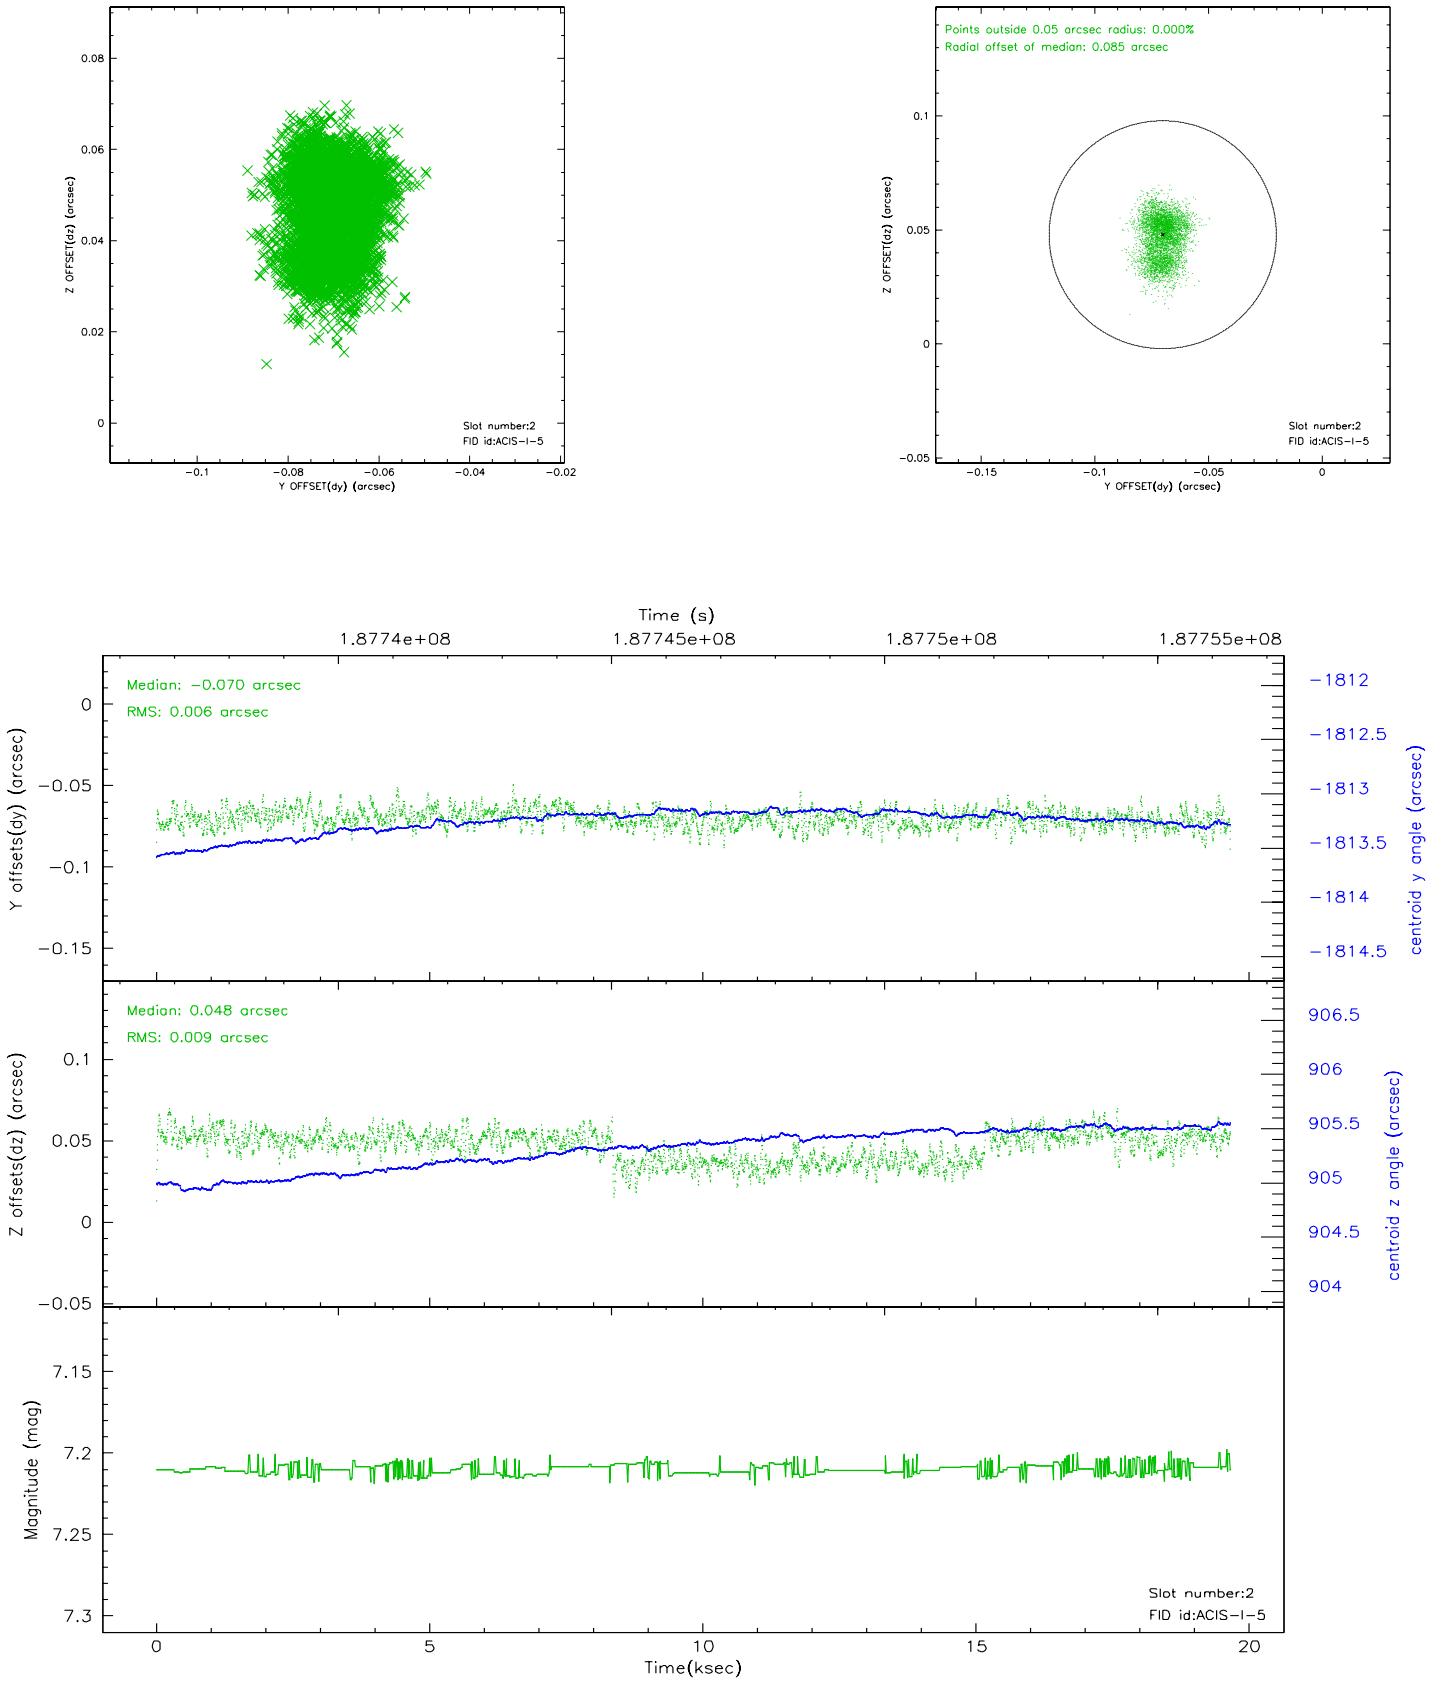 0.08
0.06
0.04
0.02
0
Z OFFSET(dz) (arcsec)
Slot number:2
FID id:ACIS-I-5
-0.1 -0.08 -0.06 -0.04 -0.02
Y OFFSET(dy) (arcsec)
Points outside 0.05 arcsec radius: 0.000%
Radial offset of median: 0.085 arcsec
0.1
0.05
0
-0.05
Z OFFSET(dz) (arcsec)
Slot number:2
FID id:ACIS-I-5
-0.15 -0.1 -0.05 0
Y OFFSET(dy) (arcsec)
Time (s)
1.8774e+08 1.87745e+08 1.8775e+08 1.87755e+08
Median: -0.070 arcsec
RMS: 0.006 arcsec
0
-0.05
-0.1
-0.15
Y offsets(dy) (arcsec)
-1812
-1812.5
-1813
-1813.5
-1814
-1814.5
centroid y angle (arcsec)
Median: 0.048 arcsec
RMS: 0.009 arcsec
0.1
0.05
0
-0.05
Z offsets(dz) (arcsec)
906.5
906
905.5
905
904.5
904
centroid z angle (arcsec)
7.15
7.2
7.25
7.3
Magnitude (mag)
Slot number:2
FID id:ACIS-I-5
0 5 10 15 20
Time(ksec)